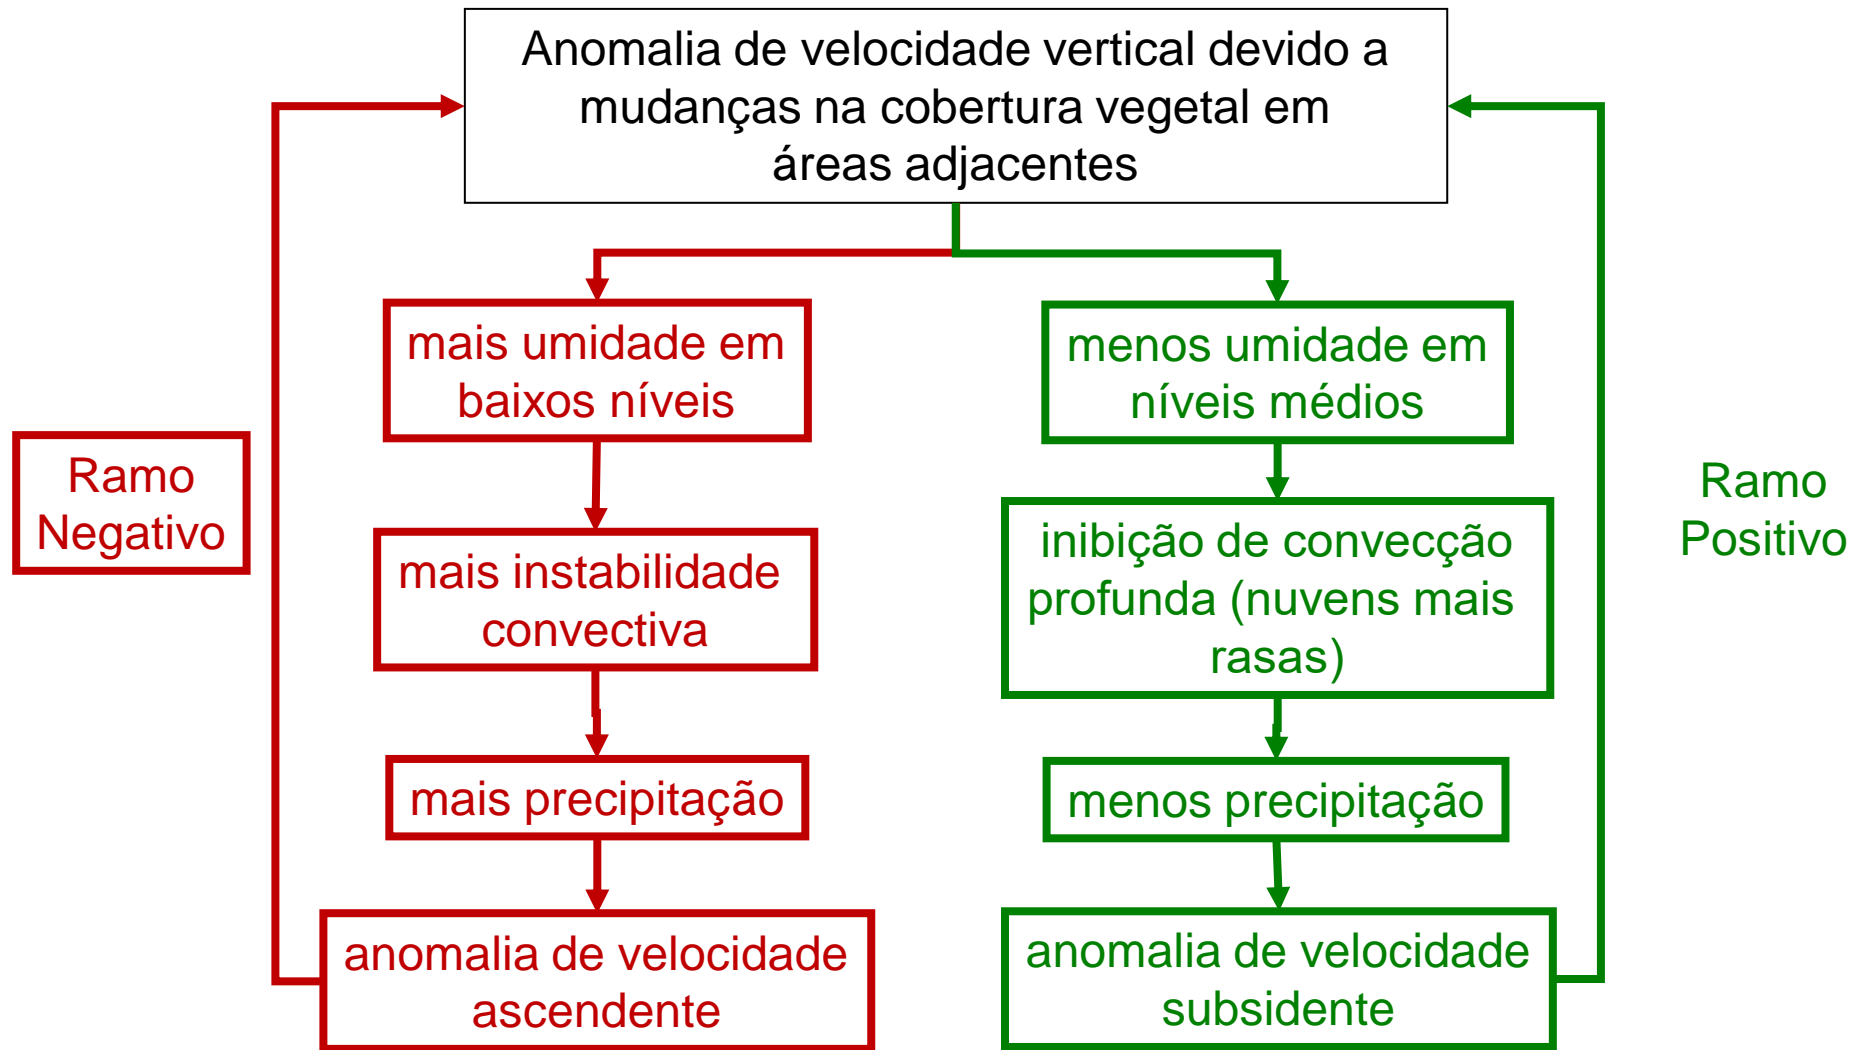 Anomalia de velocidade vertical devido a
mudanças na cobertura vegetal em
áreas adjacentes
mais umidade em
baixos níveis
menos umidade em
níveis médios
Ramo
Negativo
Ramo
Positivo
mais instabilidade
convectiva
inibição de convecção
profunda (nuvens mais
rasas)
mais precipitação
menos precipitação
anomalia de velocidade
ascendente
anomalia de velocidade
subsidente